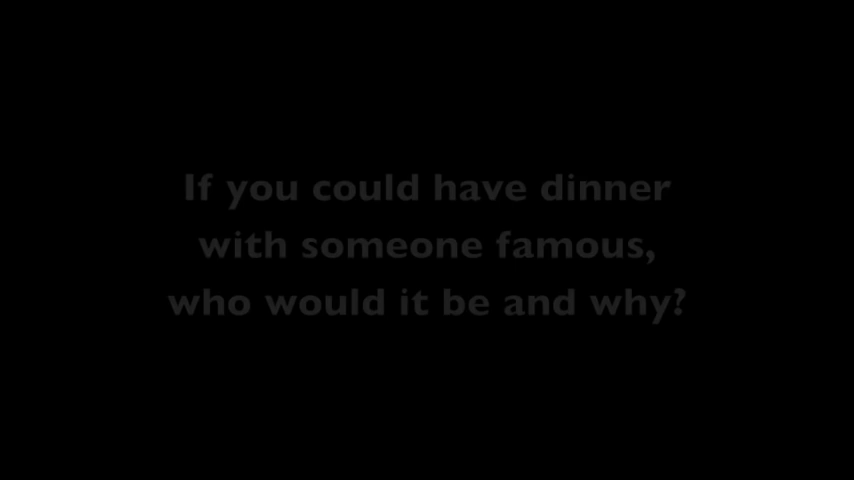 If you could have dinner
with someone famous,
who would it be and why?